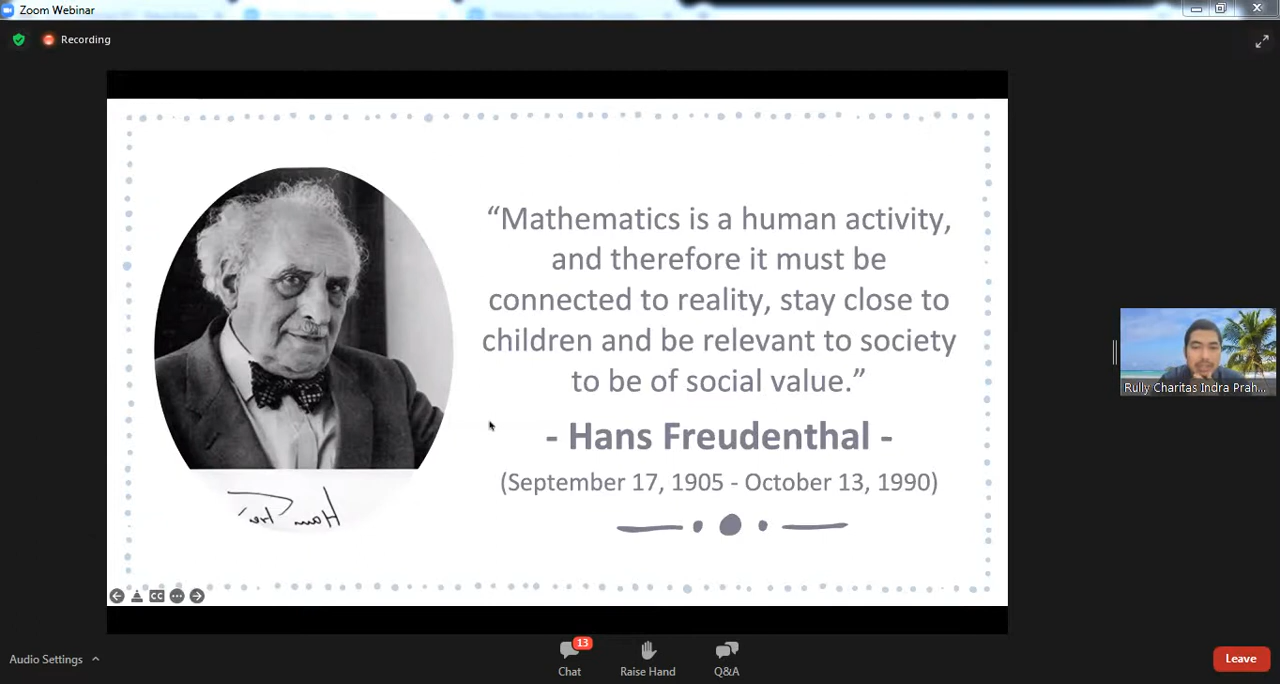 Zoom Webinar
Recording
“Mathematics is a human activity,
and therefore it must be
connected to reality, stay close to
children and be relevant to society
to be of social value.”
- Hans Freudenthal -
(September 17, 1905 - October 13, 1990)
Rully Charitas Indra Prah...
CC
Audio Settings
13
Chat
Raise Hand
Q&A
Leave